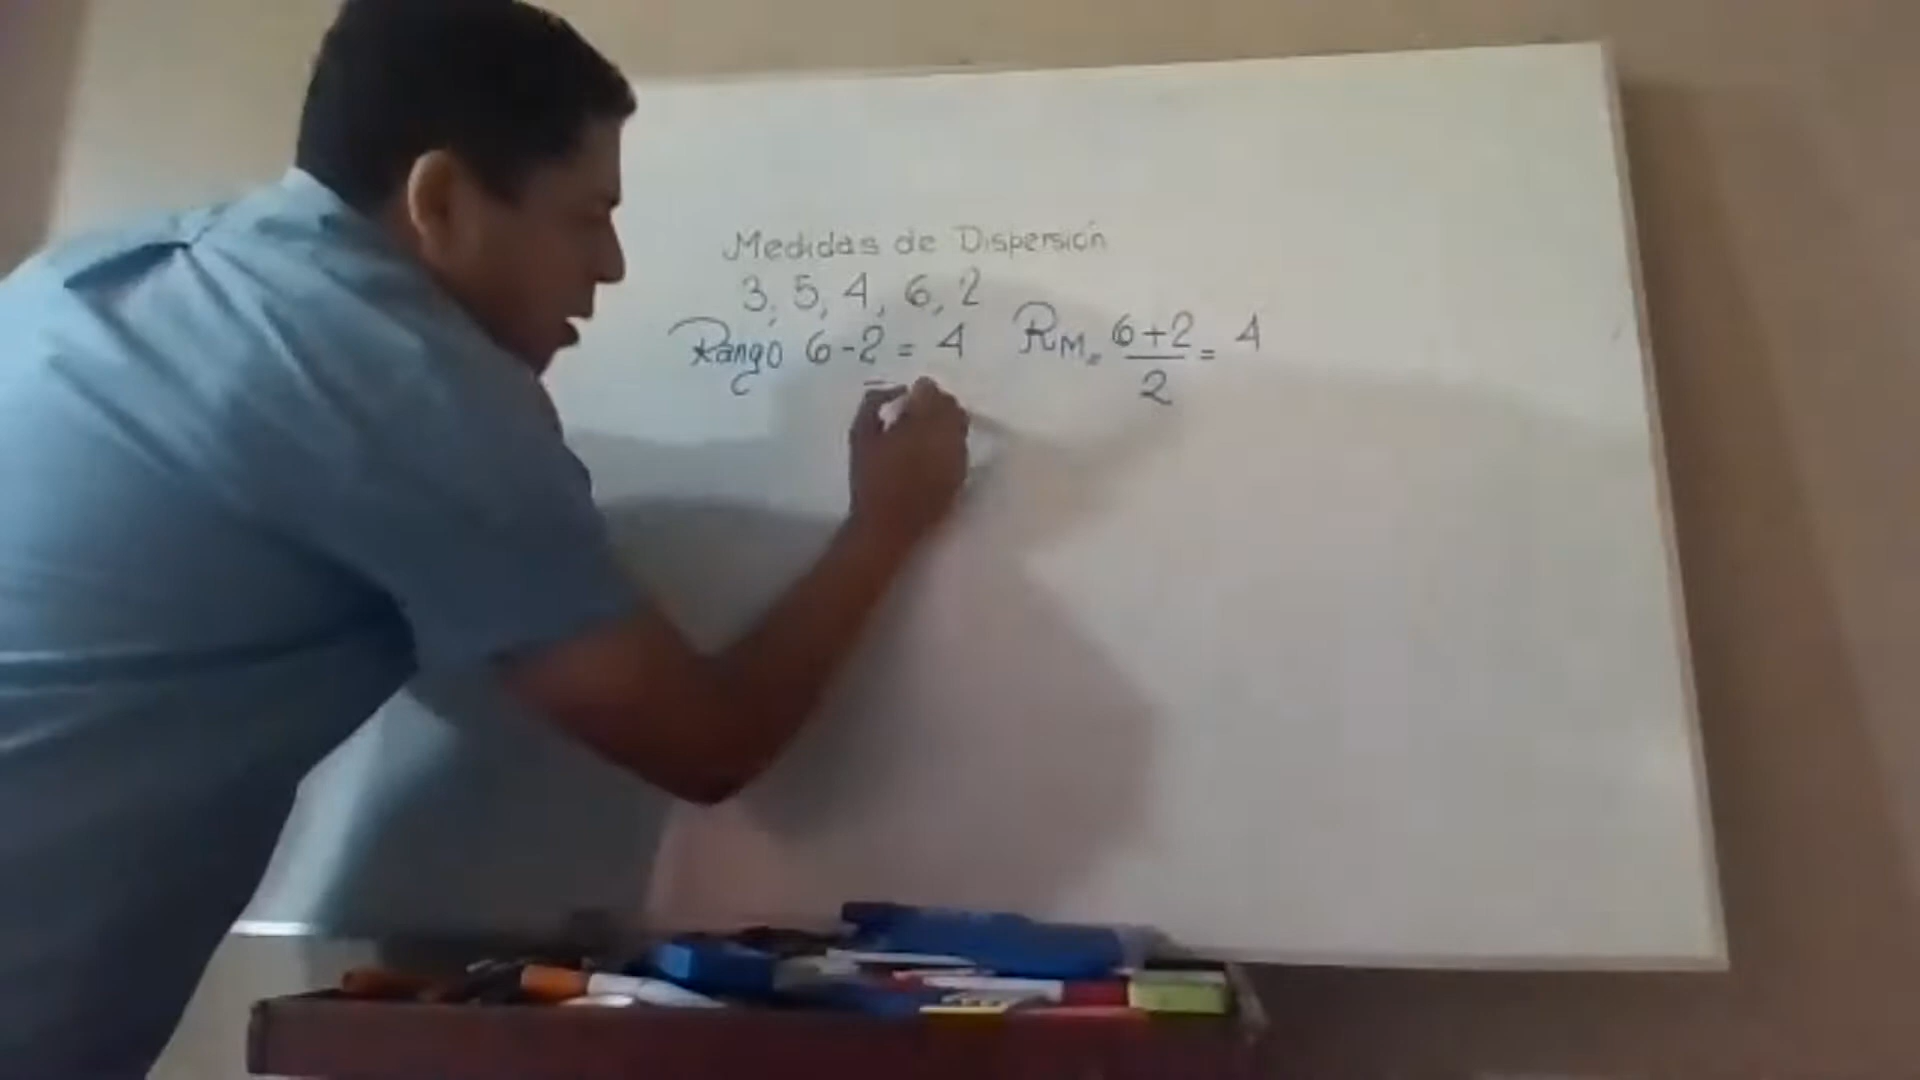 Medidas de Dispersión
3, 5, 4, 6, 2
Rango 6-2 = 4 RM = 6+2/2 = 4